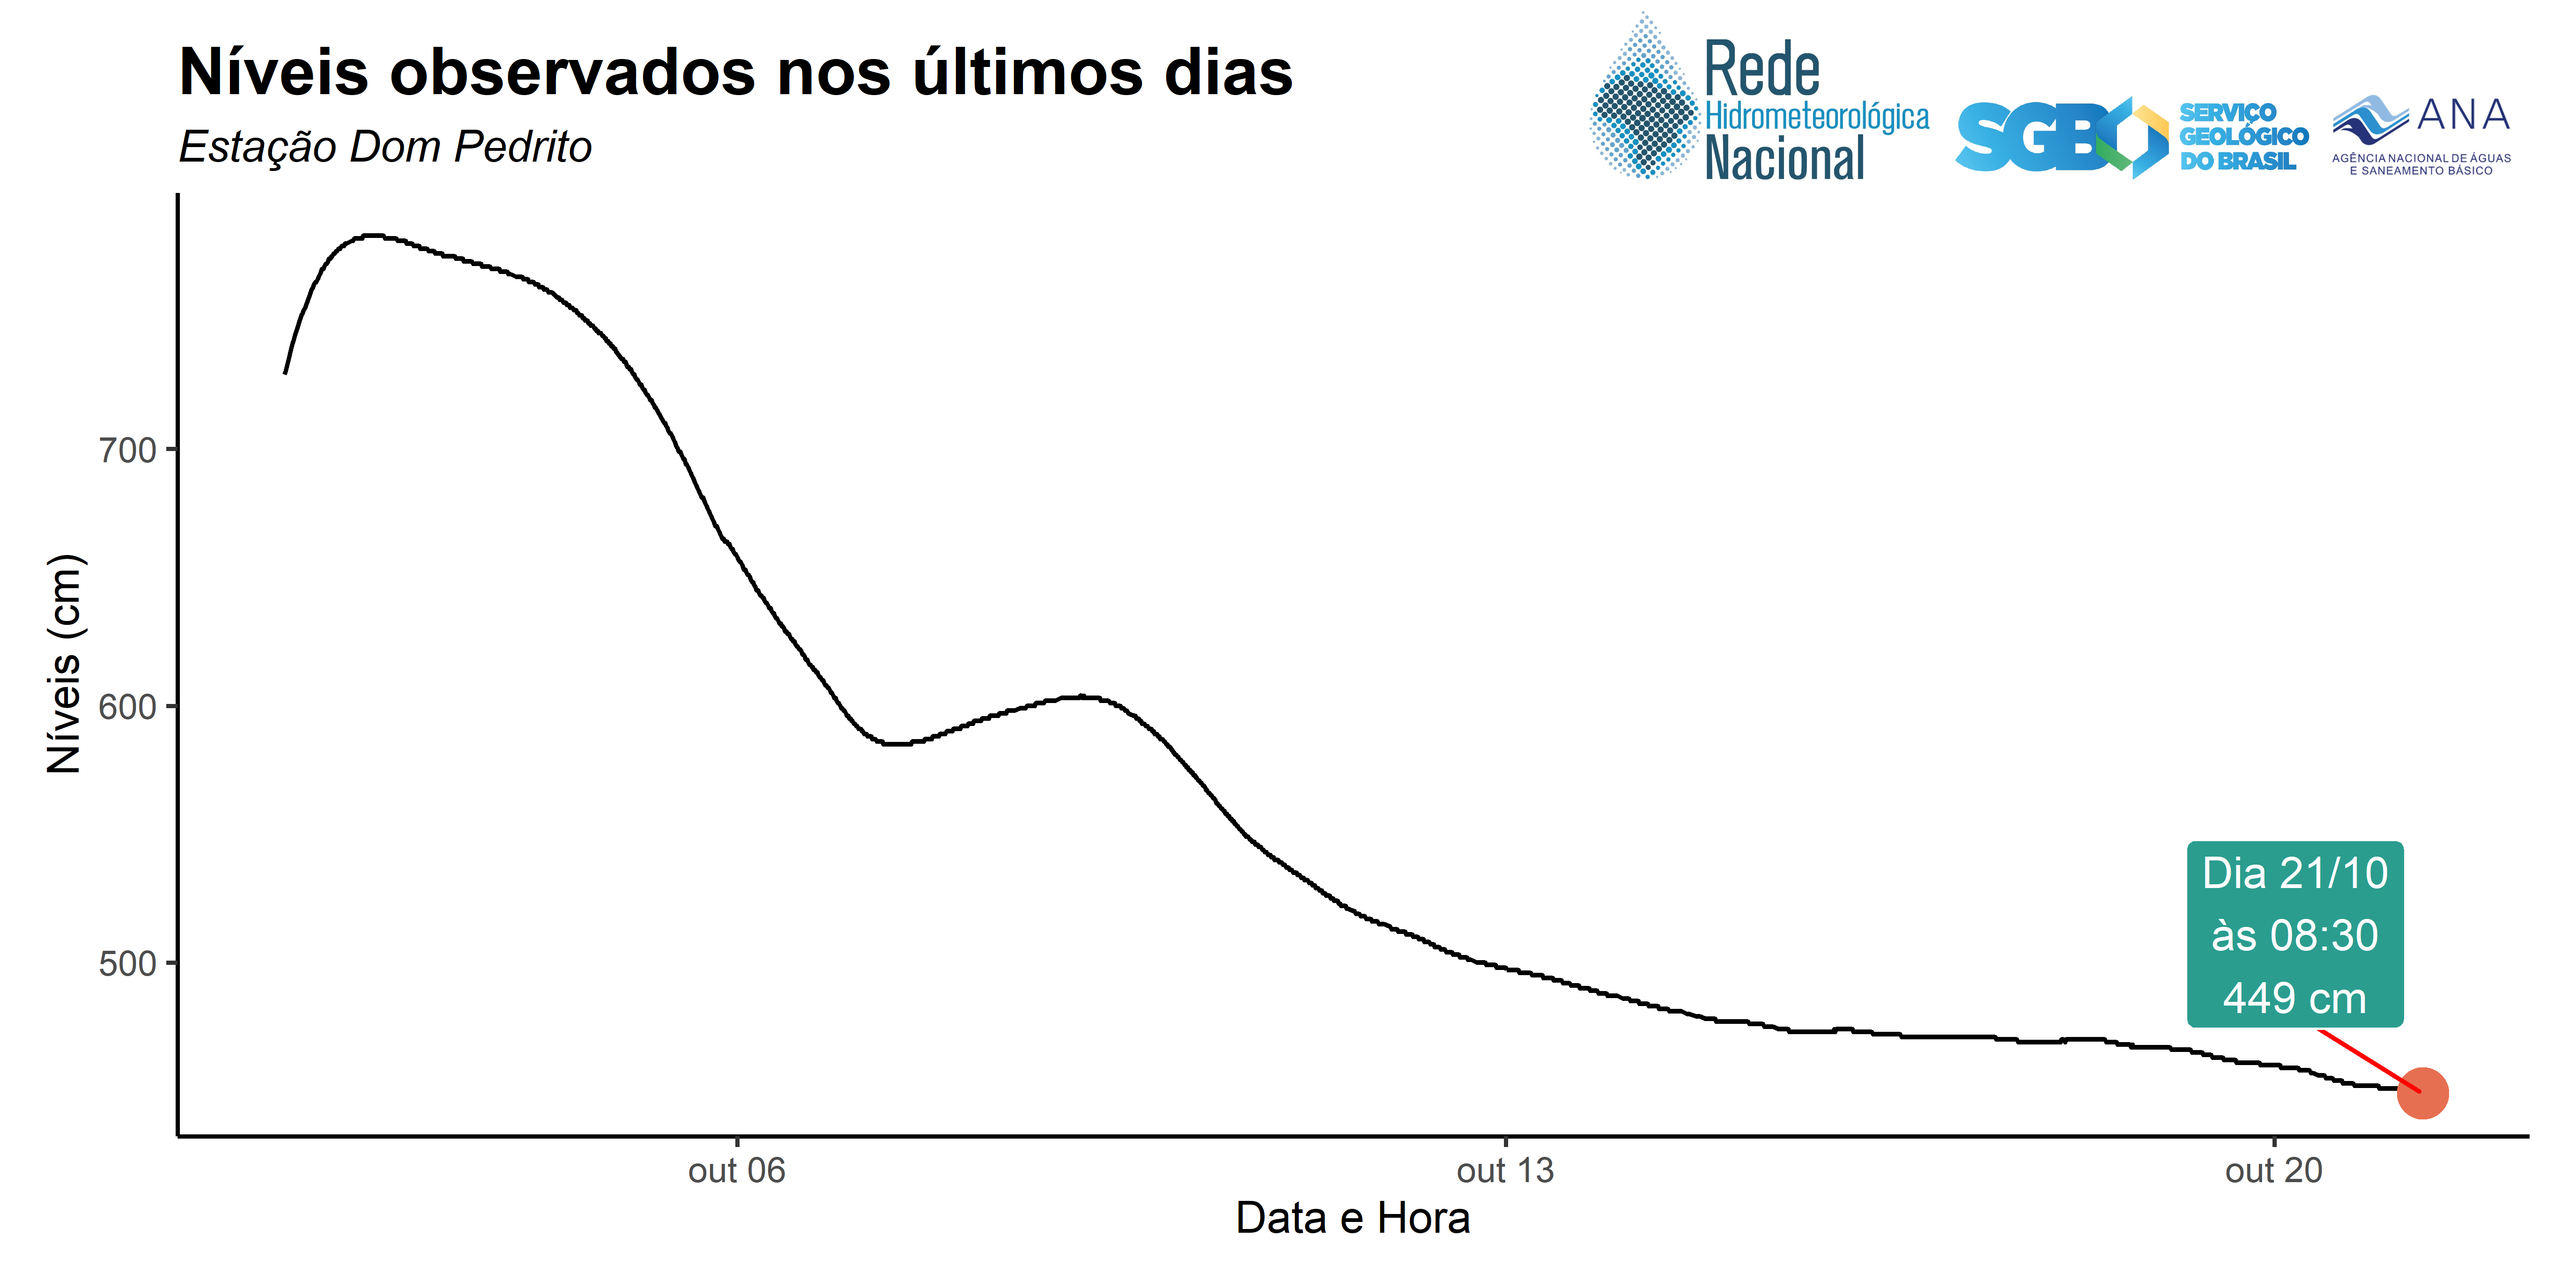 Níveis observados nos últimos dias
Estação Dom Pedrito
Rede
Hidrometeorológica
Nacional
SGB
SERVIÇO
GEOLÓGICO
DO BRASIL
ANA
AGÊNCIA NACIONAL DE ÁGUAS
E SANEAMENTO BÁSICO
Níveis (cm)
700
600
500
Dia 21/10
às 08:30
449 cm
out 06
out 13
out 20
Data e Hora